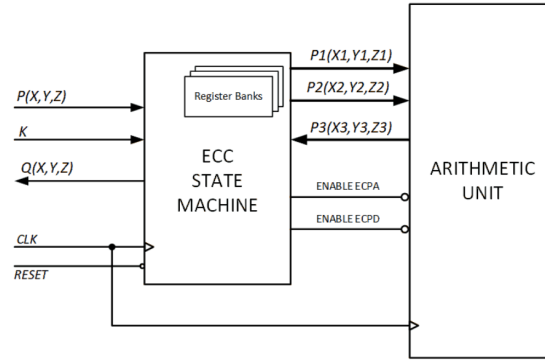 P1(X1,Y1,Z1)
P2(X2,Y2,Z2)
P3(X3,Y3,Z3)
Register Banks
P(X,Y,Z)
K
Q(X,Y,Z)
ECC
STATE
MACHINE
ARITHMETIC
UNIT
ENABLE ECPA
ENABLE ECPD
CLK
RESET